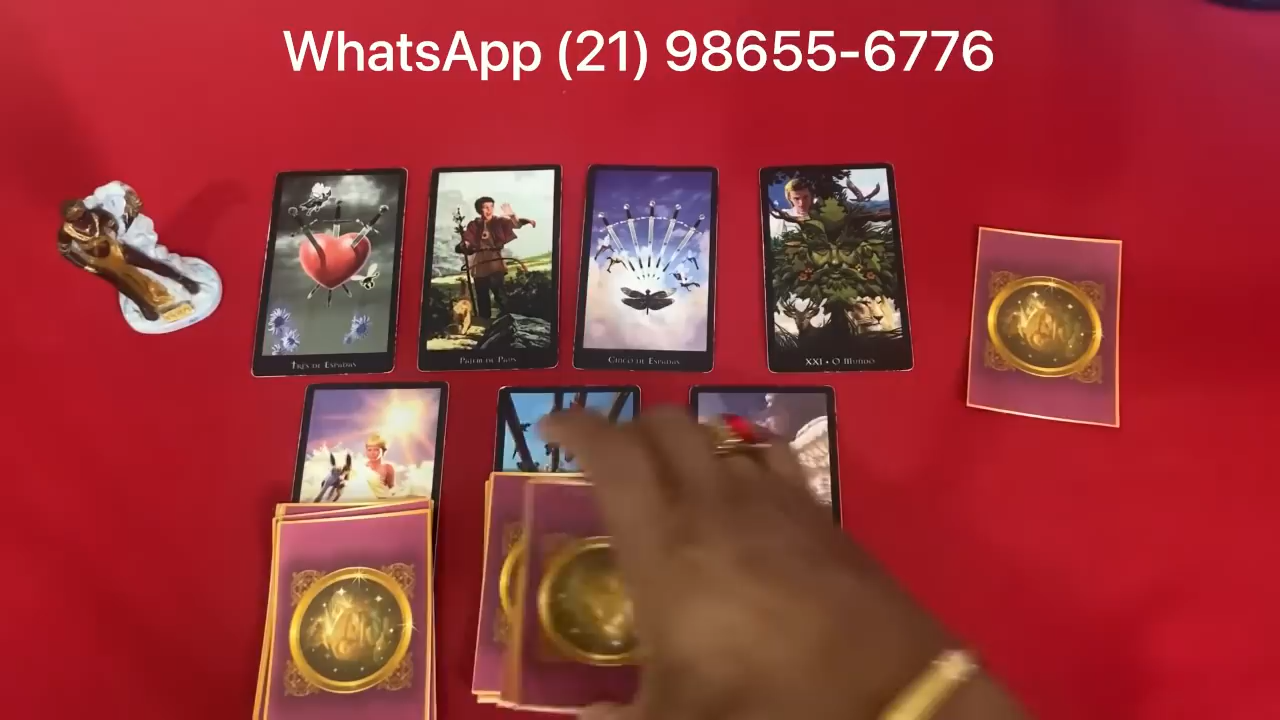 WhatsApp (21) 98655-6776
Três de Espadas
Pajem de Paus
Cinco de Espadas
XXI • O Mundo